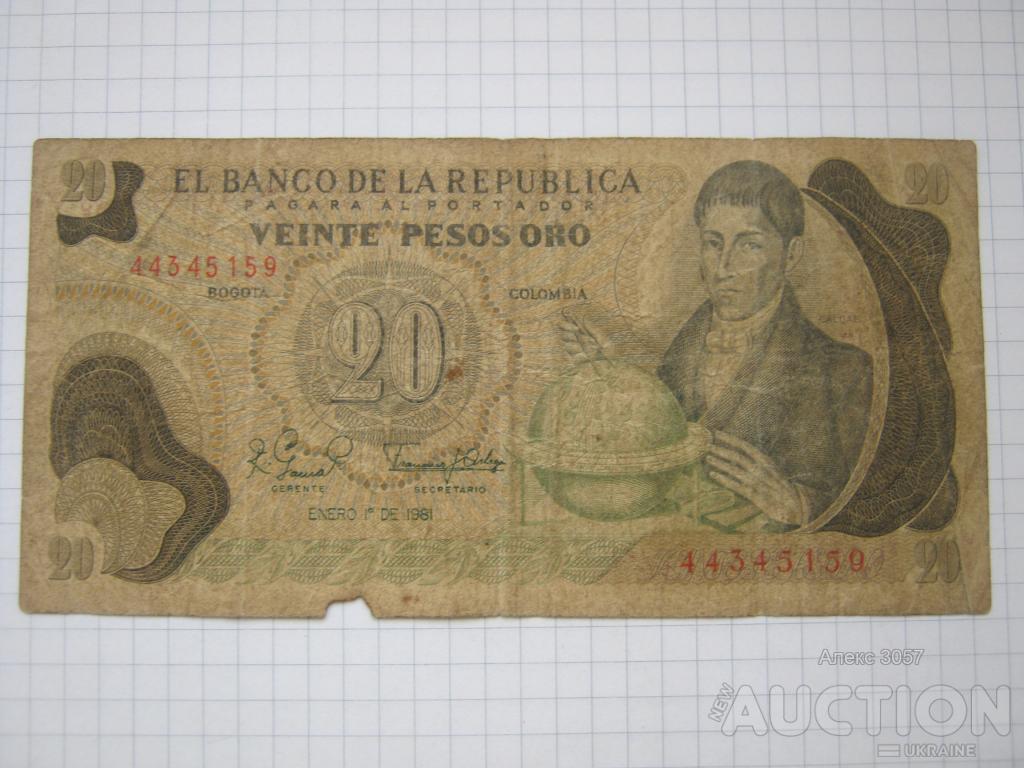 20
20
EL BANCO DE LA REPUBLICA
PAGARA AL PORTADOR
VEINTE PESOS ORO
44345159
BOGOTA
COLOMBIA
CALDAS
20
GERENTE
SECRETARIO
ENERO 1º DE 1981
20
44345159
20
Алекс 3057
NEW AUCTION
UKRAINE